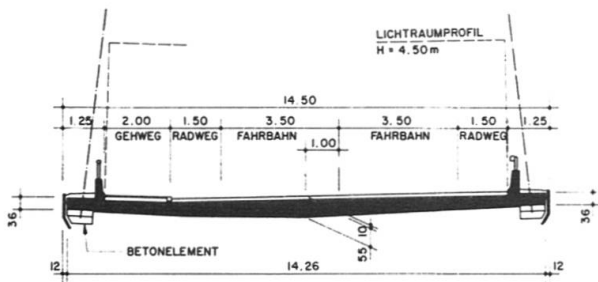 LICHTRAUMPROFIL
H = 4.50m
14.50
1.25 2.00 1.50 3.50 3.50 1.50 1.25
GEHWEG RADWEG FAHRBAHN FAHRBAHN RADWEG
1.00
36 36
10
55
BETONELEMENT
12 14.26 12